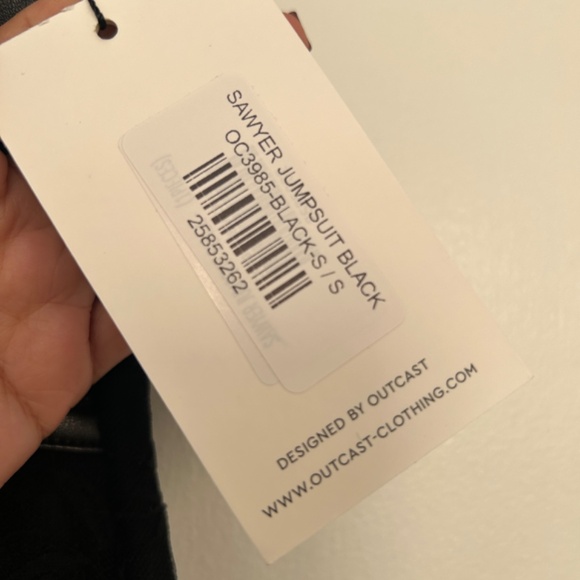 SAWYER JUMPSUIT BLACK
OC3985-BLACK-S / S
25853262
DESIGNED BY OUTCAST
WWW.OUTCAST-CLOTHING.COM